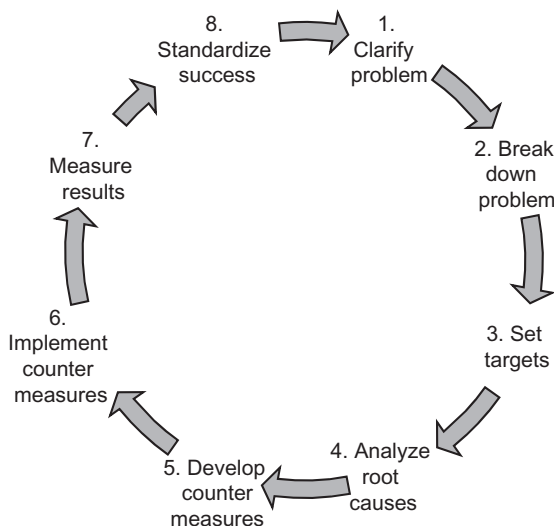 1.
Clarify
problem
2. Break
down
problem
3. Set
targets
4. Analyze
root
causes
5. Develop
counter
measures
6.
Implement
counter
measures
7.
Measure
results
8.
Standardize
success